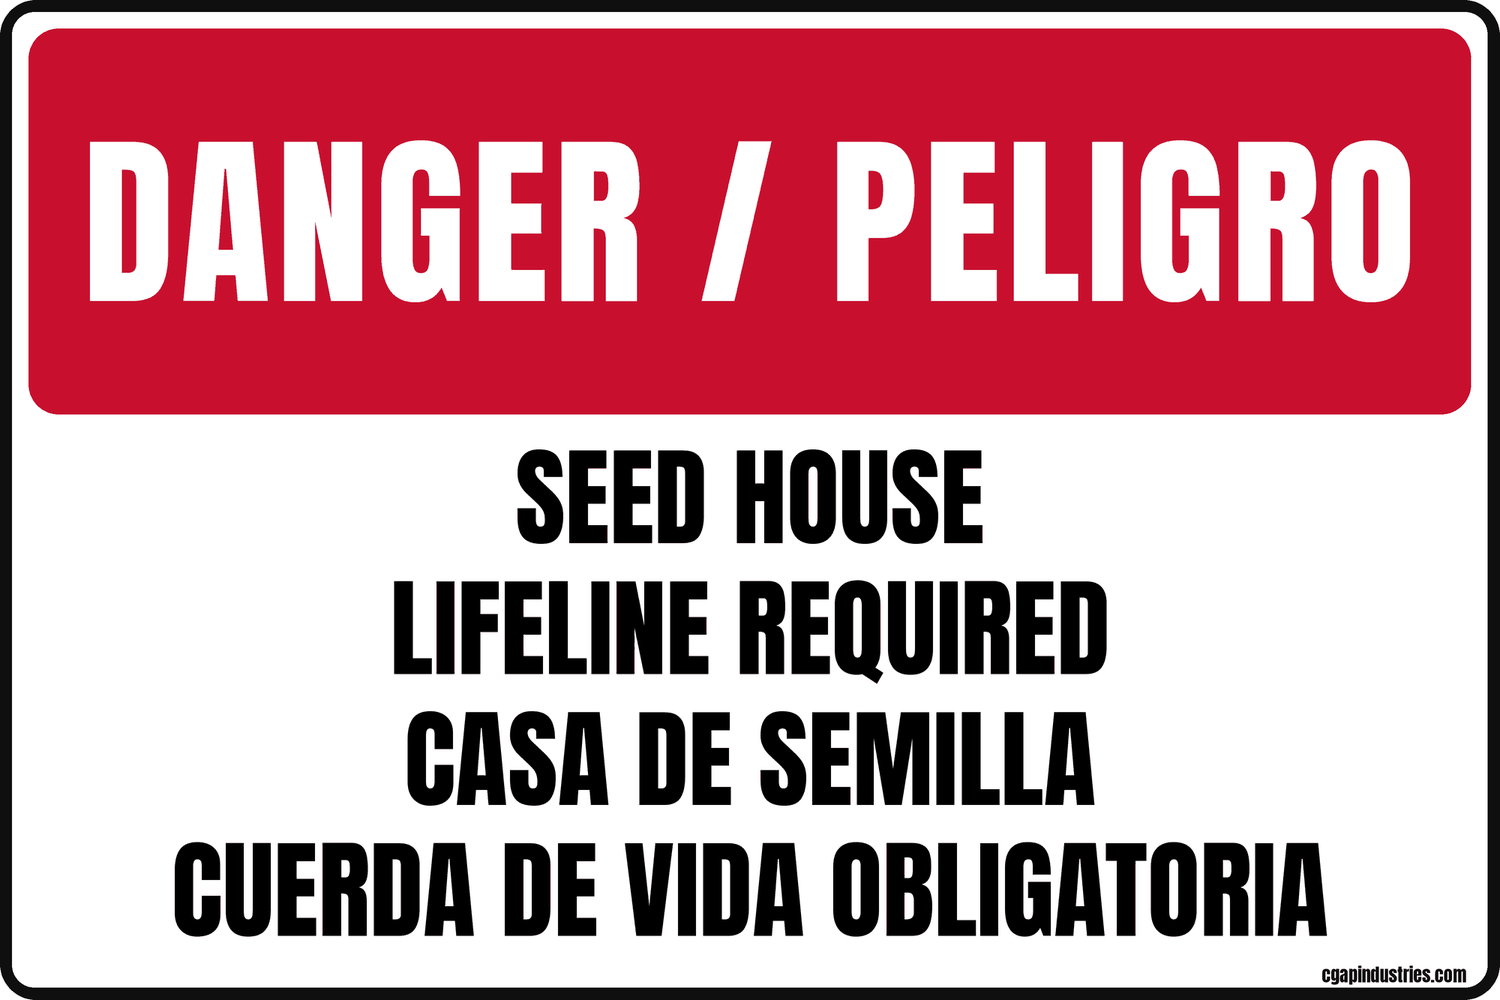 DANGER / PELIGRO
SEED HOUSE
LIFELINE REQUIRED
CASA DE SEMILLA
CUERDA DE VIDA OBLIGATORIA
cgapindustries.com